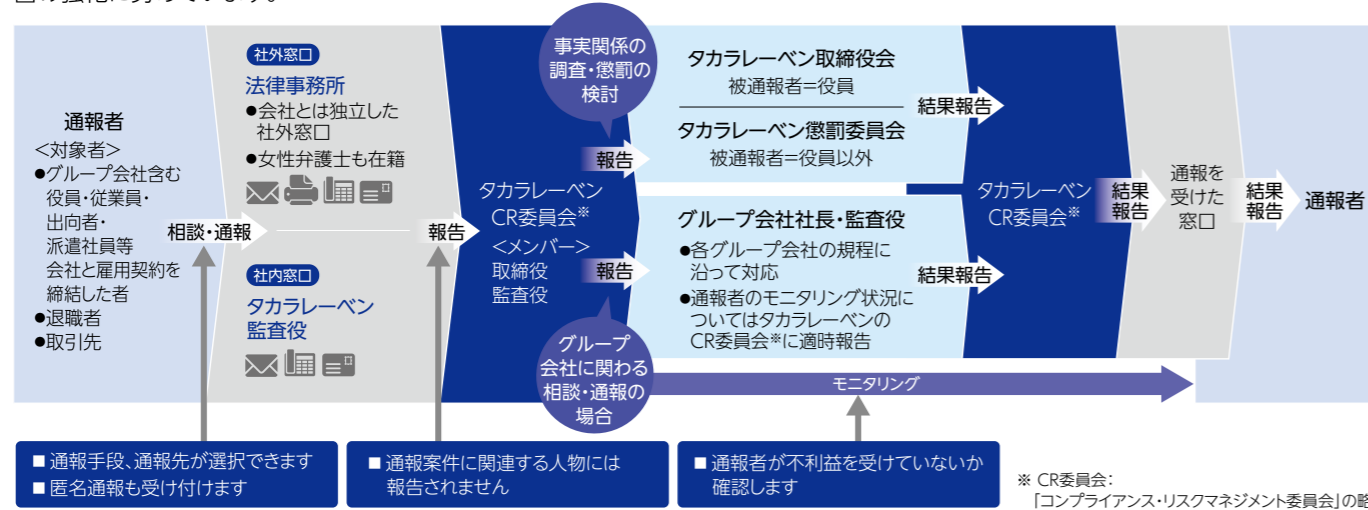 通報者
<対象者>
●グループ会社含む
役員・従業員・
出向者・
派遣社員等
会社と雇用契約を
締結した者
●退職者
●取引先
相談・通報
社外窓口
法律事務所
●会社とは独立した
社外窓口
●女性弁護士も在籍
社内窓口
タカラレーベン
監査役
報告
タカラレーベン
CR委員会※
<メンバー>
取締役
監査役
事実関係の
調査・懲罰の
検討
報告
タカラレーベン取締役会
被通報者=役員
タカラレーベン懲罰委員会
被通報者=役員以外
結果報告
グループ
会社に関わる
相談・通報の
場合
報告
グループ会社社長・監査役
●各グループ会社の規程に
沿って対応
●通報者のモニタリング状況に
ついてはタカラレーベンの
CR委員会※に適時報告
結果報告
タカラレーベン
CR委員会※
結果
報告
通報を
受けた
窓口
結果
報告
通報者
モニタリング
■ 通報手段、通報先が選択できます
■ 匿名通報も受け付けます
■ 通報案件に関連する人物には
報告されません
■ 通報者が不利益を受けていないか
確認します
※ CR委員会:
「コンプライアンス・リスクマネジメント委員会」の略